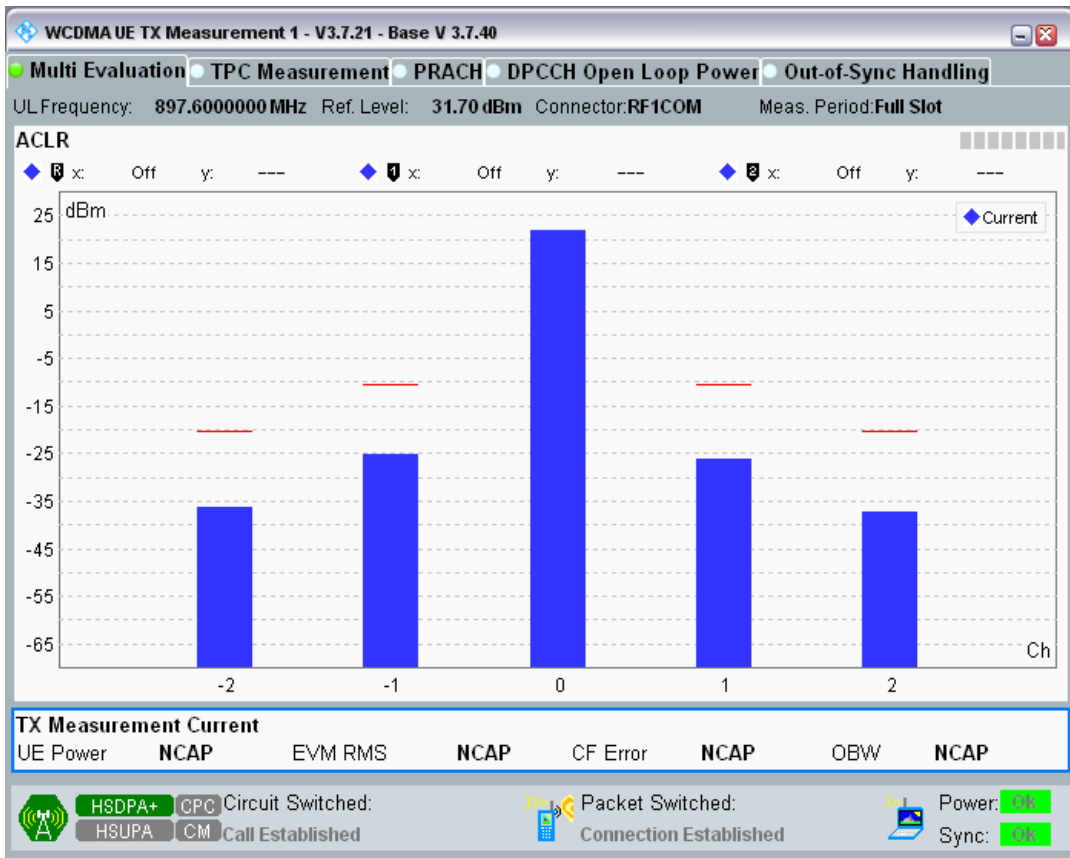 WCDMA UE TX Measurement 1 - V3.7.21 - Base V 3.7.40
Multi Evaluation TPC Measurement PRACH DPCCH Open Loop Power Out-of-Sync Handling
UL Frequency: 897.6000000 MHz Ref. Level: 31.70 dBm Connector:RF1COM Meas. Period:Full Slot
ACLR
R x: Off y: --- 1 x: Off y: --- 2 x: Off y: ---
dBm
Current
25
15
5
-5
-15
-25
-35
-45
-55
-65
Ch
-2 -1 0 1 2
TX Measurement Current
UE Power NCAP EVM RMS NCAP CF Error NCAP OBW NCAP
HSDPA+ CPC Circuit Switched: Packet Switched: Power: Ok
HSUPA CM Call Established Connection Established Sync: Ok